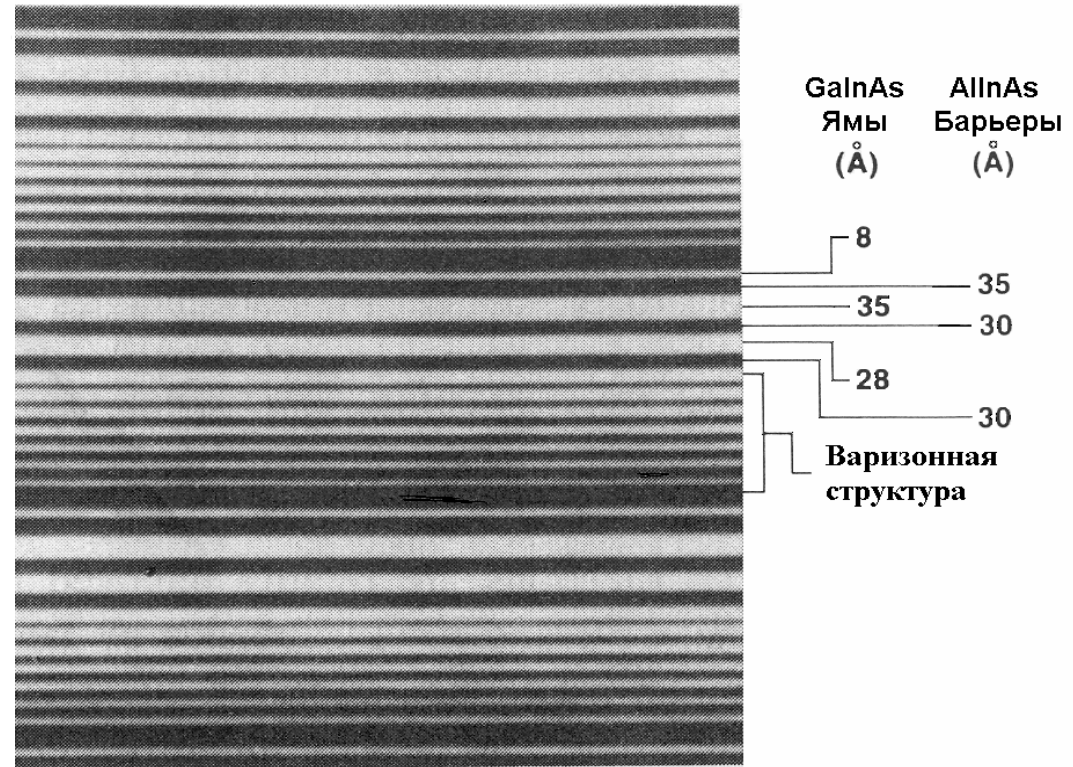 GaInAs AlInAs
Ямы Барьеры
(Å) (Å)
8
35
35
30
28
30
Варизонная
структура